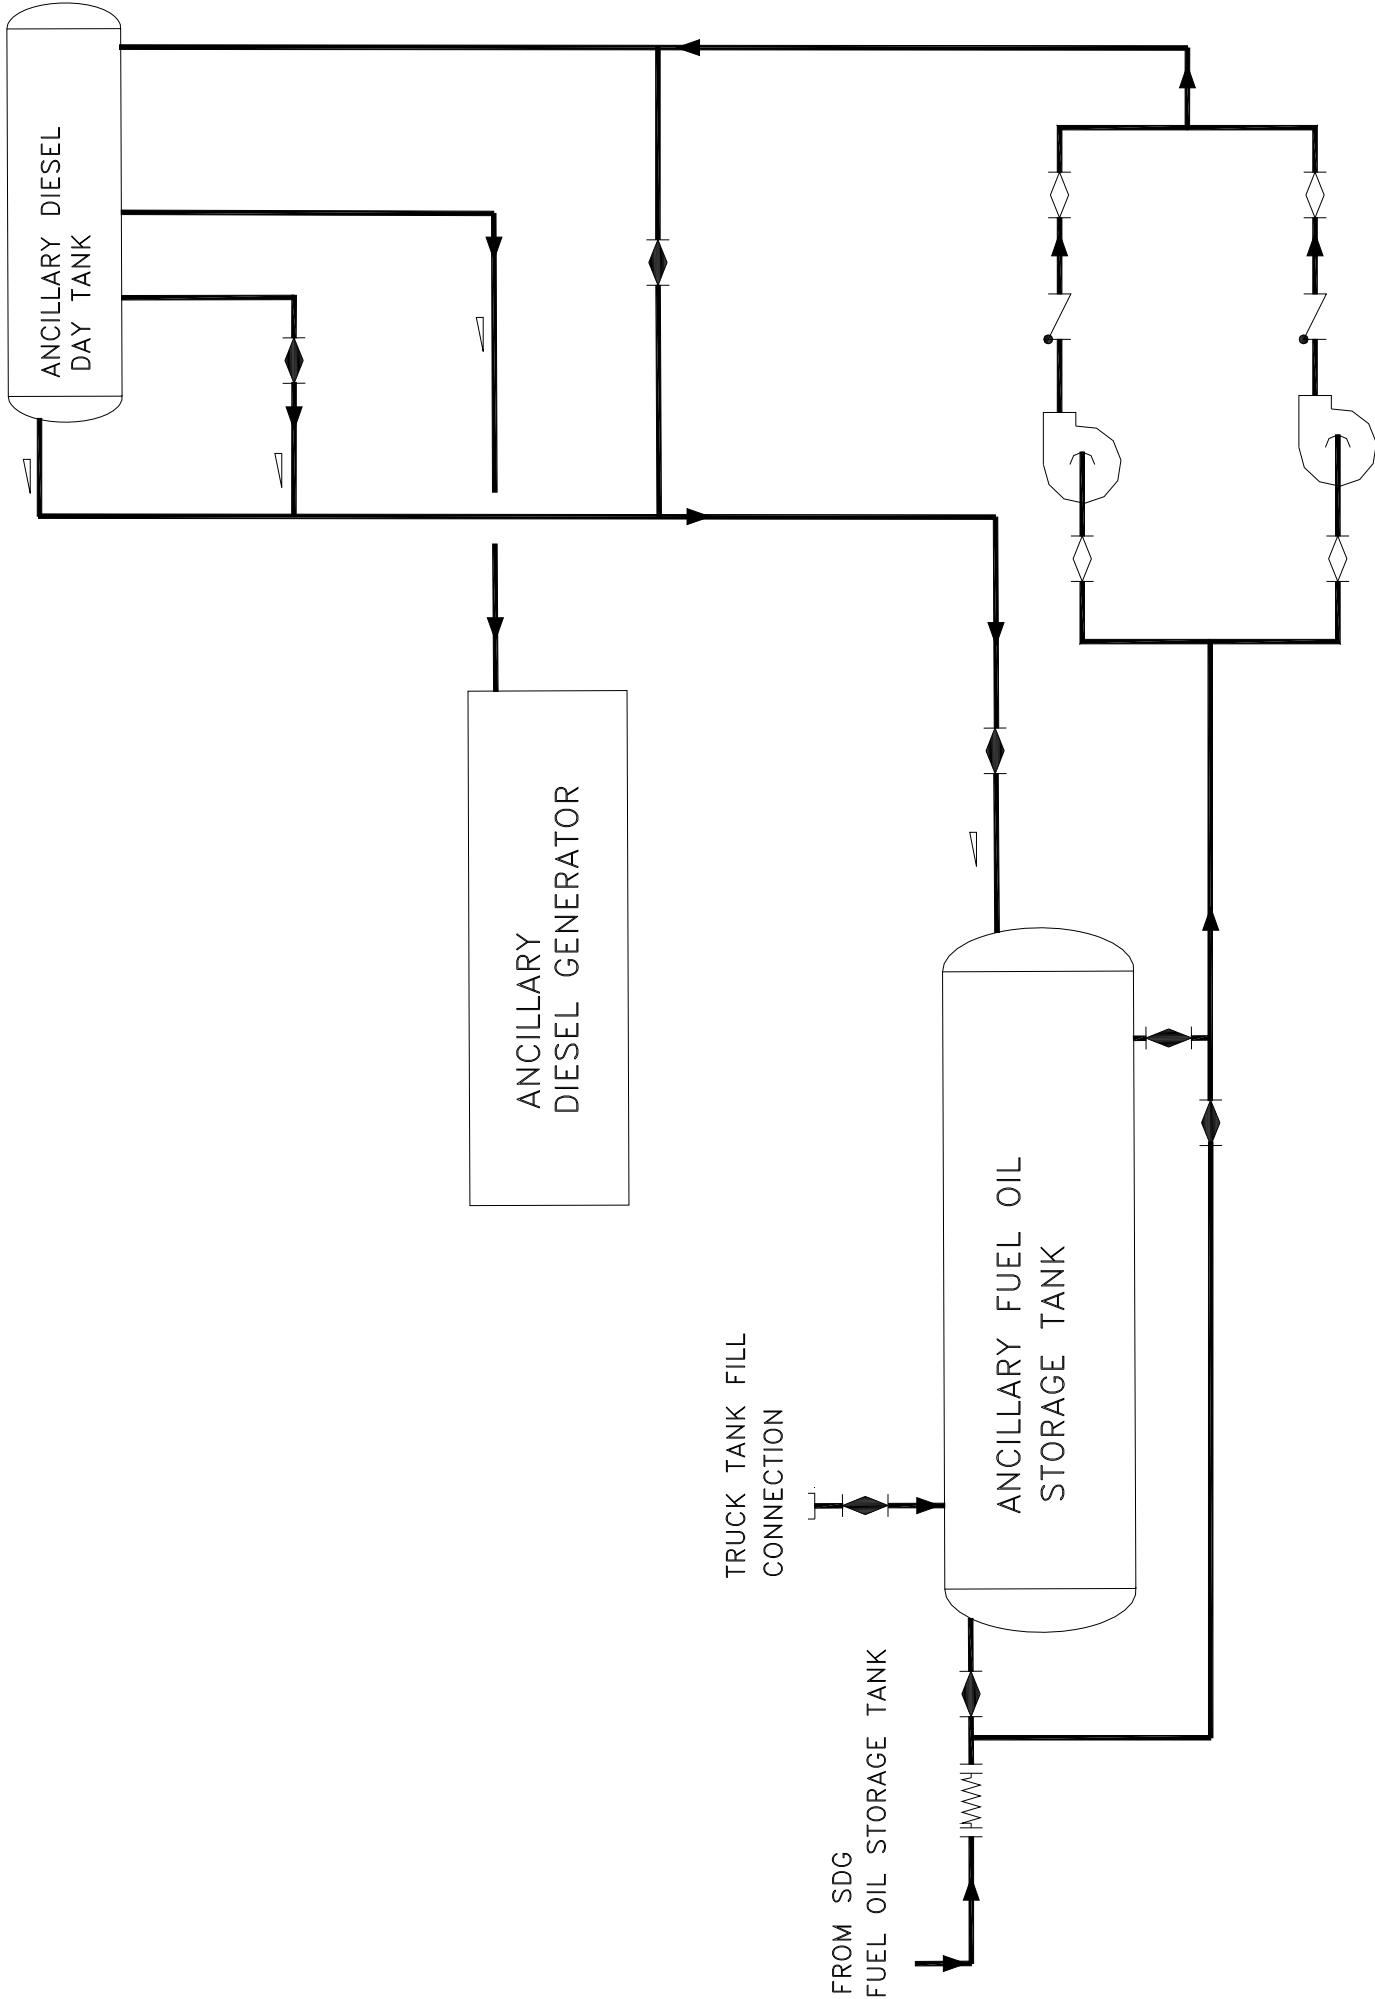 ANCILLARY DIESEL
DAY TANK
ANCILLARY
DIESEL GENERATOR
ANCILLARY FUEL OIL
STORAGE TANK
TRUCK TANK FILL
CONNECTION
FROM SDG
FUEL OIL STORAGE TANK